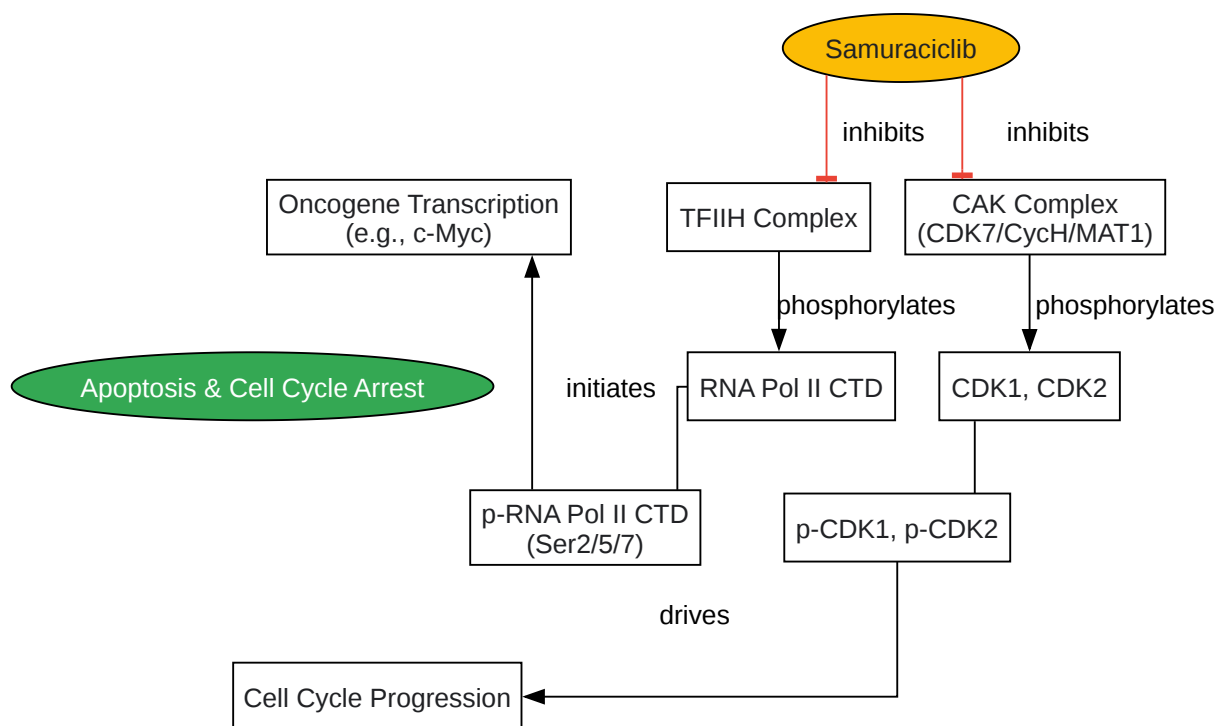 Samuraciclib
inhibits
inhibits
Oncogene Transcription
(e.g., c-Myc)
TFIIH Complex
CAK Complex
(CDK7/CycH/MAT1)
phosphorylates
phosphorylates
Apoptosis & Cell Cycle Arrest
initiates
RNA Pol II CTD
CDK1, CDK2
p-RNA Pol II CTD
(Ser2/5/7)
p-CDK1, p-CDK2
drives
Cell Cycle Progression